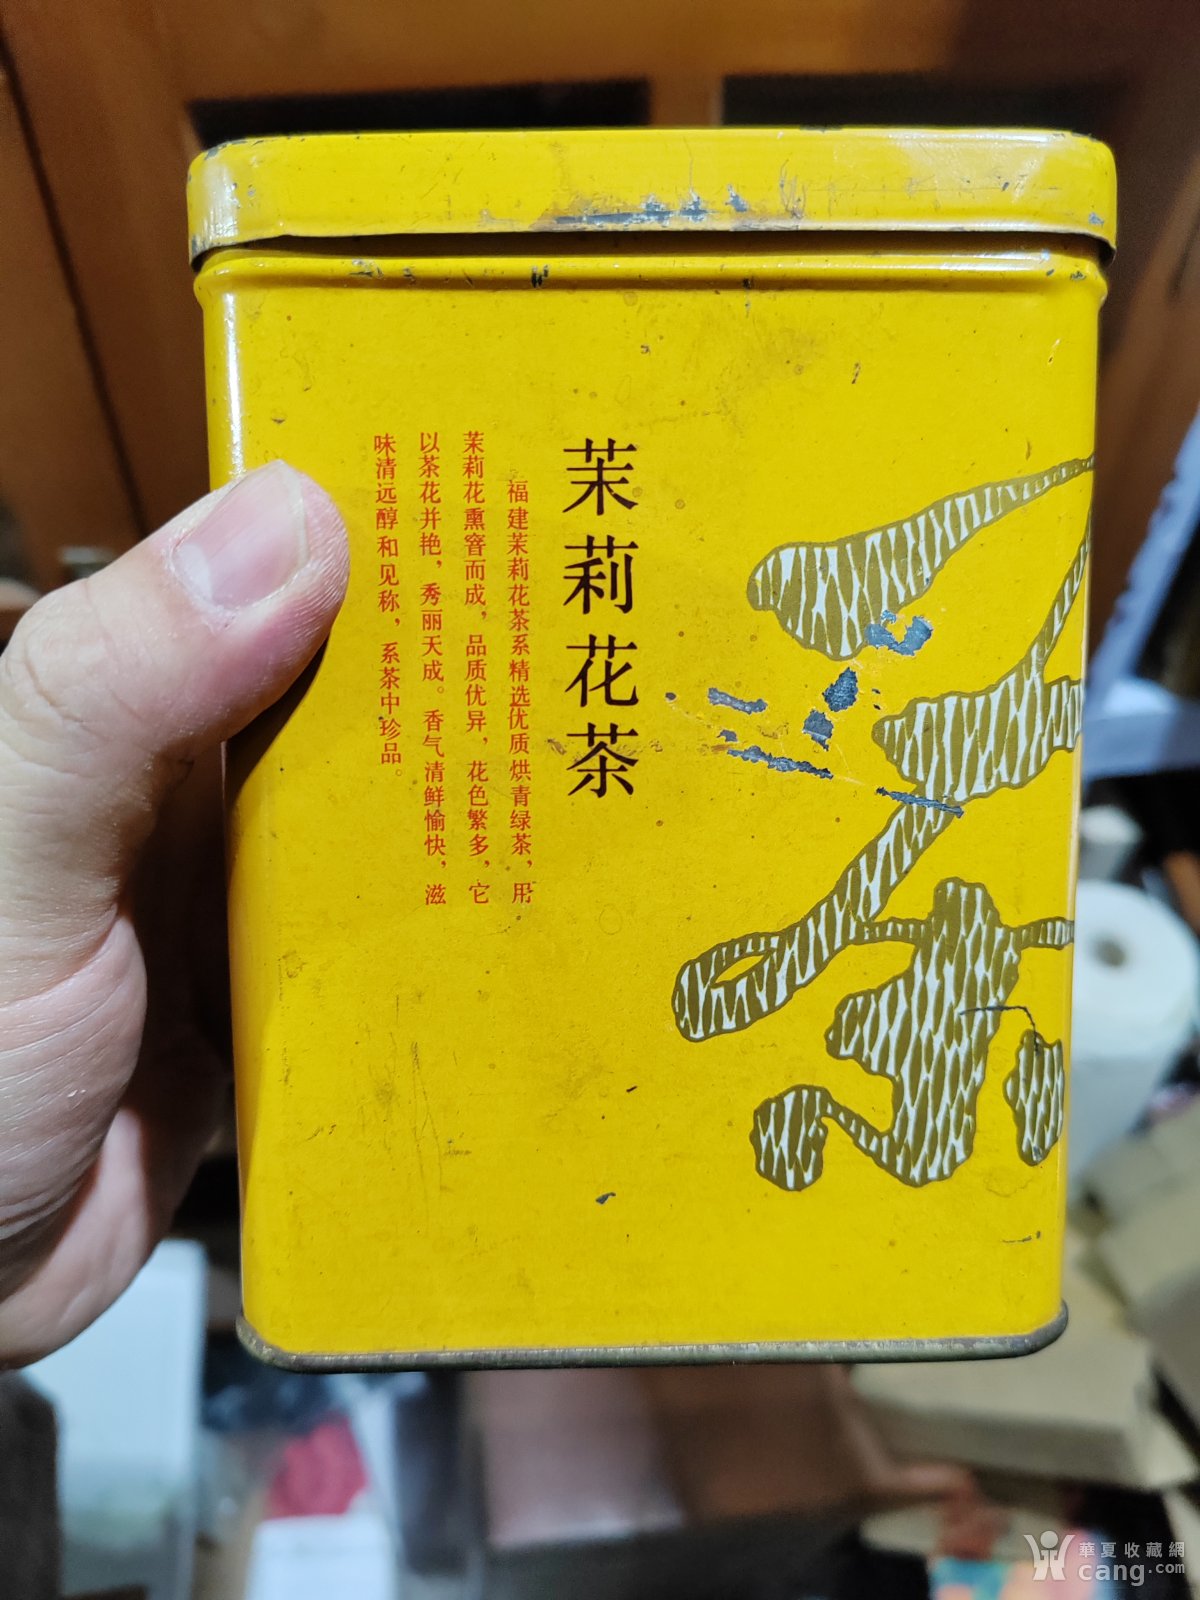 茉莉花茶
福建茉莉花茶系精选优质烘青绿茶，用
茉莉花熏窨而成，品质优异，花色繁多，它
以茶花并艳，秀丽天成。香气清鲜愉快，滋
味清远醇和见称，系茶中珍品。
茶
華夏收藏網
cang.com